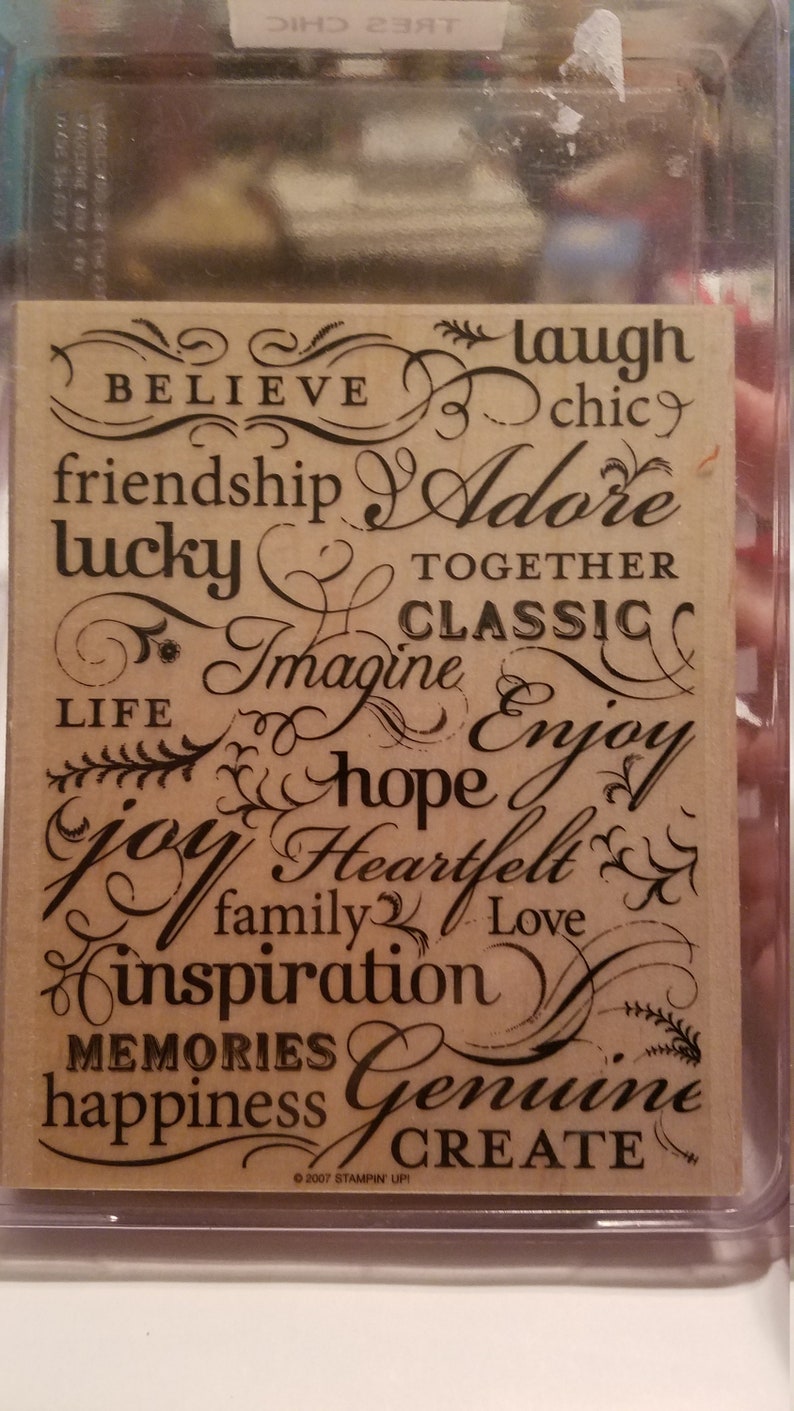 TRES CHIC
laugh
BELIEVE
chic
friendship Adore
lucky TOGETHER
CLASSIC
Imagine
LIFE Enjoy
hope
joy Heartfelt
family Love
inspiration
MEMORIES Genuine
happiness
CREATE
© 2007 STAMPIN' UP!